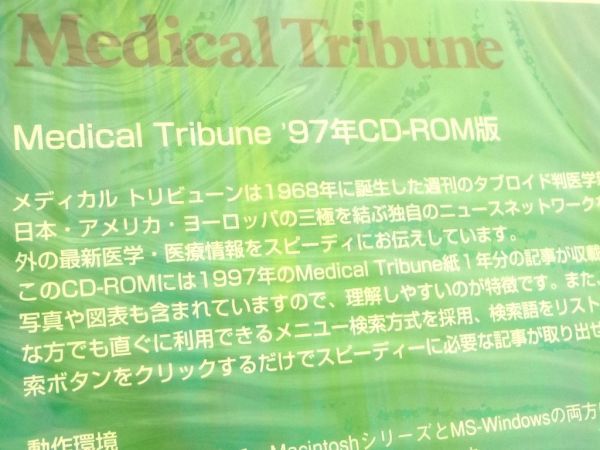 Medical Tribune
Medical Tribune '97年CD-ROM版
メディカル トリビューンは1968年に誕生した週刊のタブロイド判医学
日本・アメリカ・ヨーロッパの三極を結ぶ独自のニュースネットワーク
外の最新医学・医療情報をスピーディにお伝えしています。
このCD-ROMには1997年のMedical Tribune紙1年分の記事が収載
写真や図表も含まれていますので、理解しやすいのが特徴です。また、
な方でも直ぐに利用できるメニュー検索方式を採用、検索語をリスト
索ボタンをクリックするだけでスピーディーに必要な記事が取り出せ
動作環境
MacintoshシリーズとMS-Windowsの両方